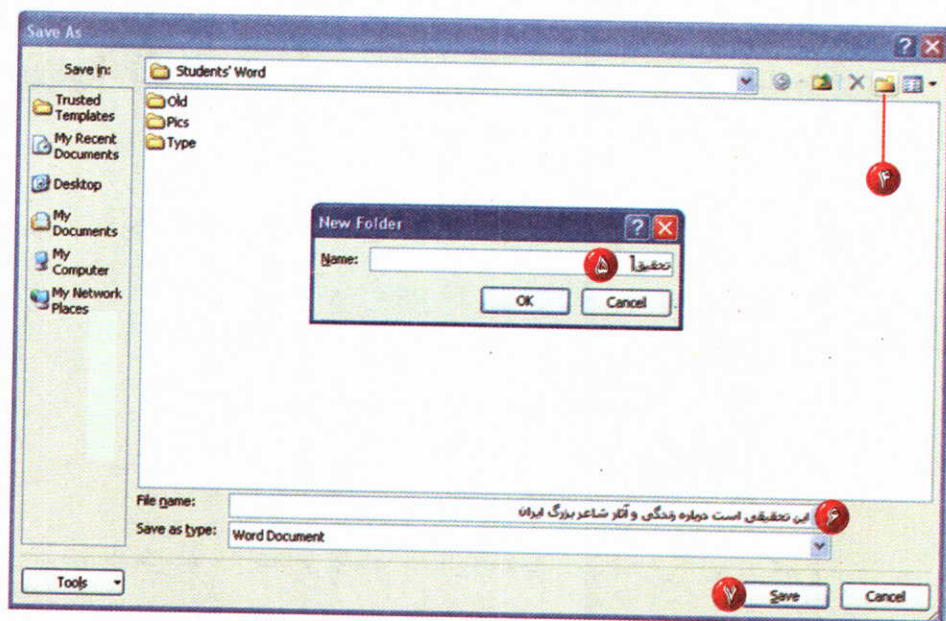 Save As
Save in:
Students' Word
Trusted Templates
My Recent Documents
Desktop
My Documents
My Computer
My Network Places
Old
Pics
Type
۴
New Folder
Name:
تحقیق1
۵
OK
Cancel
File name:
این تحقیقی است درباره زندگی و آثار شاعر بزرگ ایران
۶
Save as type:
Word Document
Tools
۷
Save
Cancel